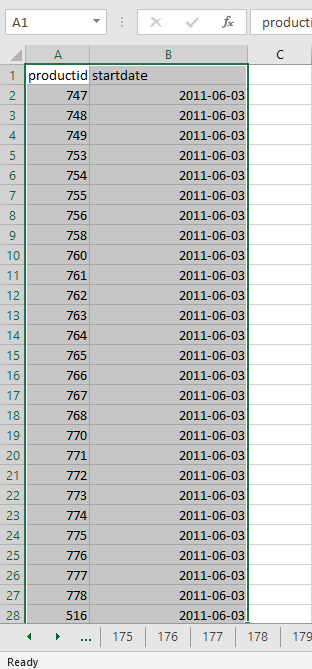 A1 fx producti
A B C
1 productid startdate
2 747 2011-06-03
3 748 2011-06-03
4 749 2011-06-03
5 753 2011-06-03
6 754 2011-06-03
7 755 2011-06-03
8 756 2011-06-03
9 758 2011-06-03
10 760 2011-06-03
11 761 2011-06-03
12 762 2011-06-03
13 763 2011-06-03
14 764 2011-06-03
15 765 2011-06-03
16 766 2011-06-03
17 767 2011-06-03
18 768 2011-06-03
19 770 2011-06-03
20 771 2011-06-03
21 772 2011-06-03
22 773 2011-06-03
23 774 2011-06-03
24 775 2011-06-03
25 776 2011-06-03
26 777 2011-06-03
27 778 2011-06-03
28 516 2011-06-03
... 175 176 177 178 179
Ready